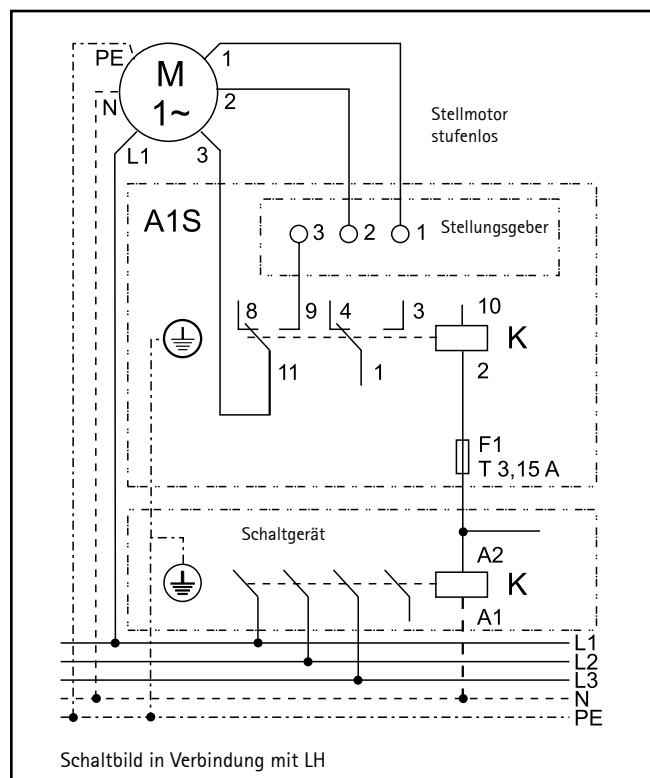 PE
1
M
1~
N
2
L1
3
Stellmotor
stufenlos
A1S
3
2
1
Stellungsgeber
8
9
4
3
10
K
11
1
2
F1
T 3,15 A
Schaltgerät
A2
K
A1
L1
L2
L3
N
PE
Schaltbild in Verbindung mit LH